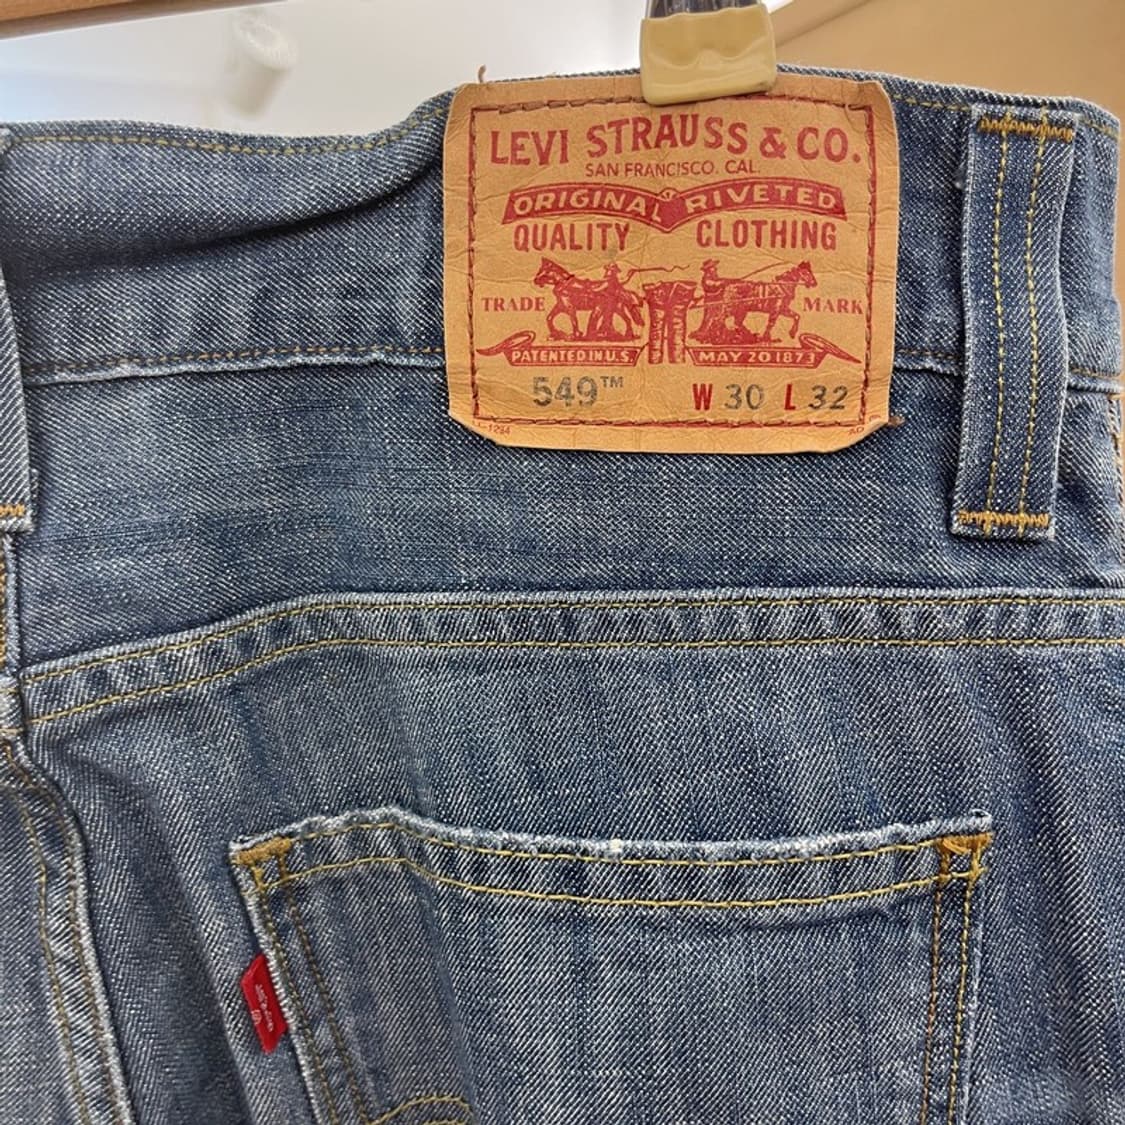 LEVI STRAUSS & CO.
SAN FRANCISCO. CAL.
ORIGINAL RIVETED
QUALITY CLOTHING
TRADE MARK
PATENTED IN U.S. MAY 20 1873
549™ W 30 L 32